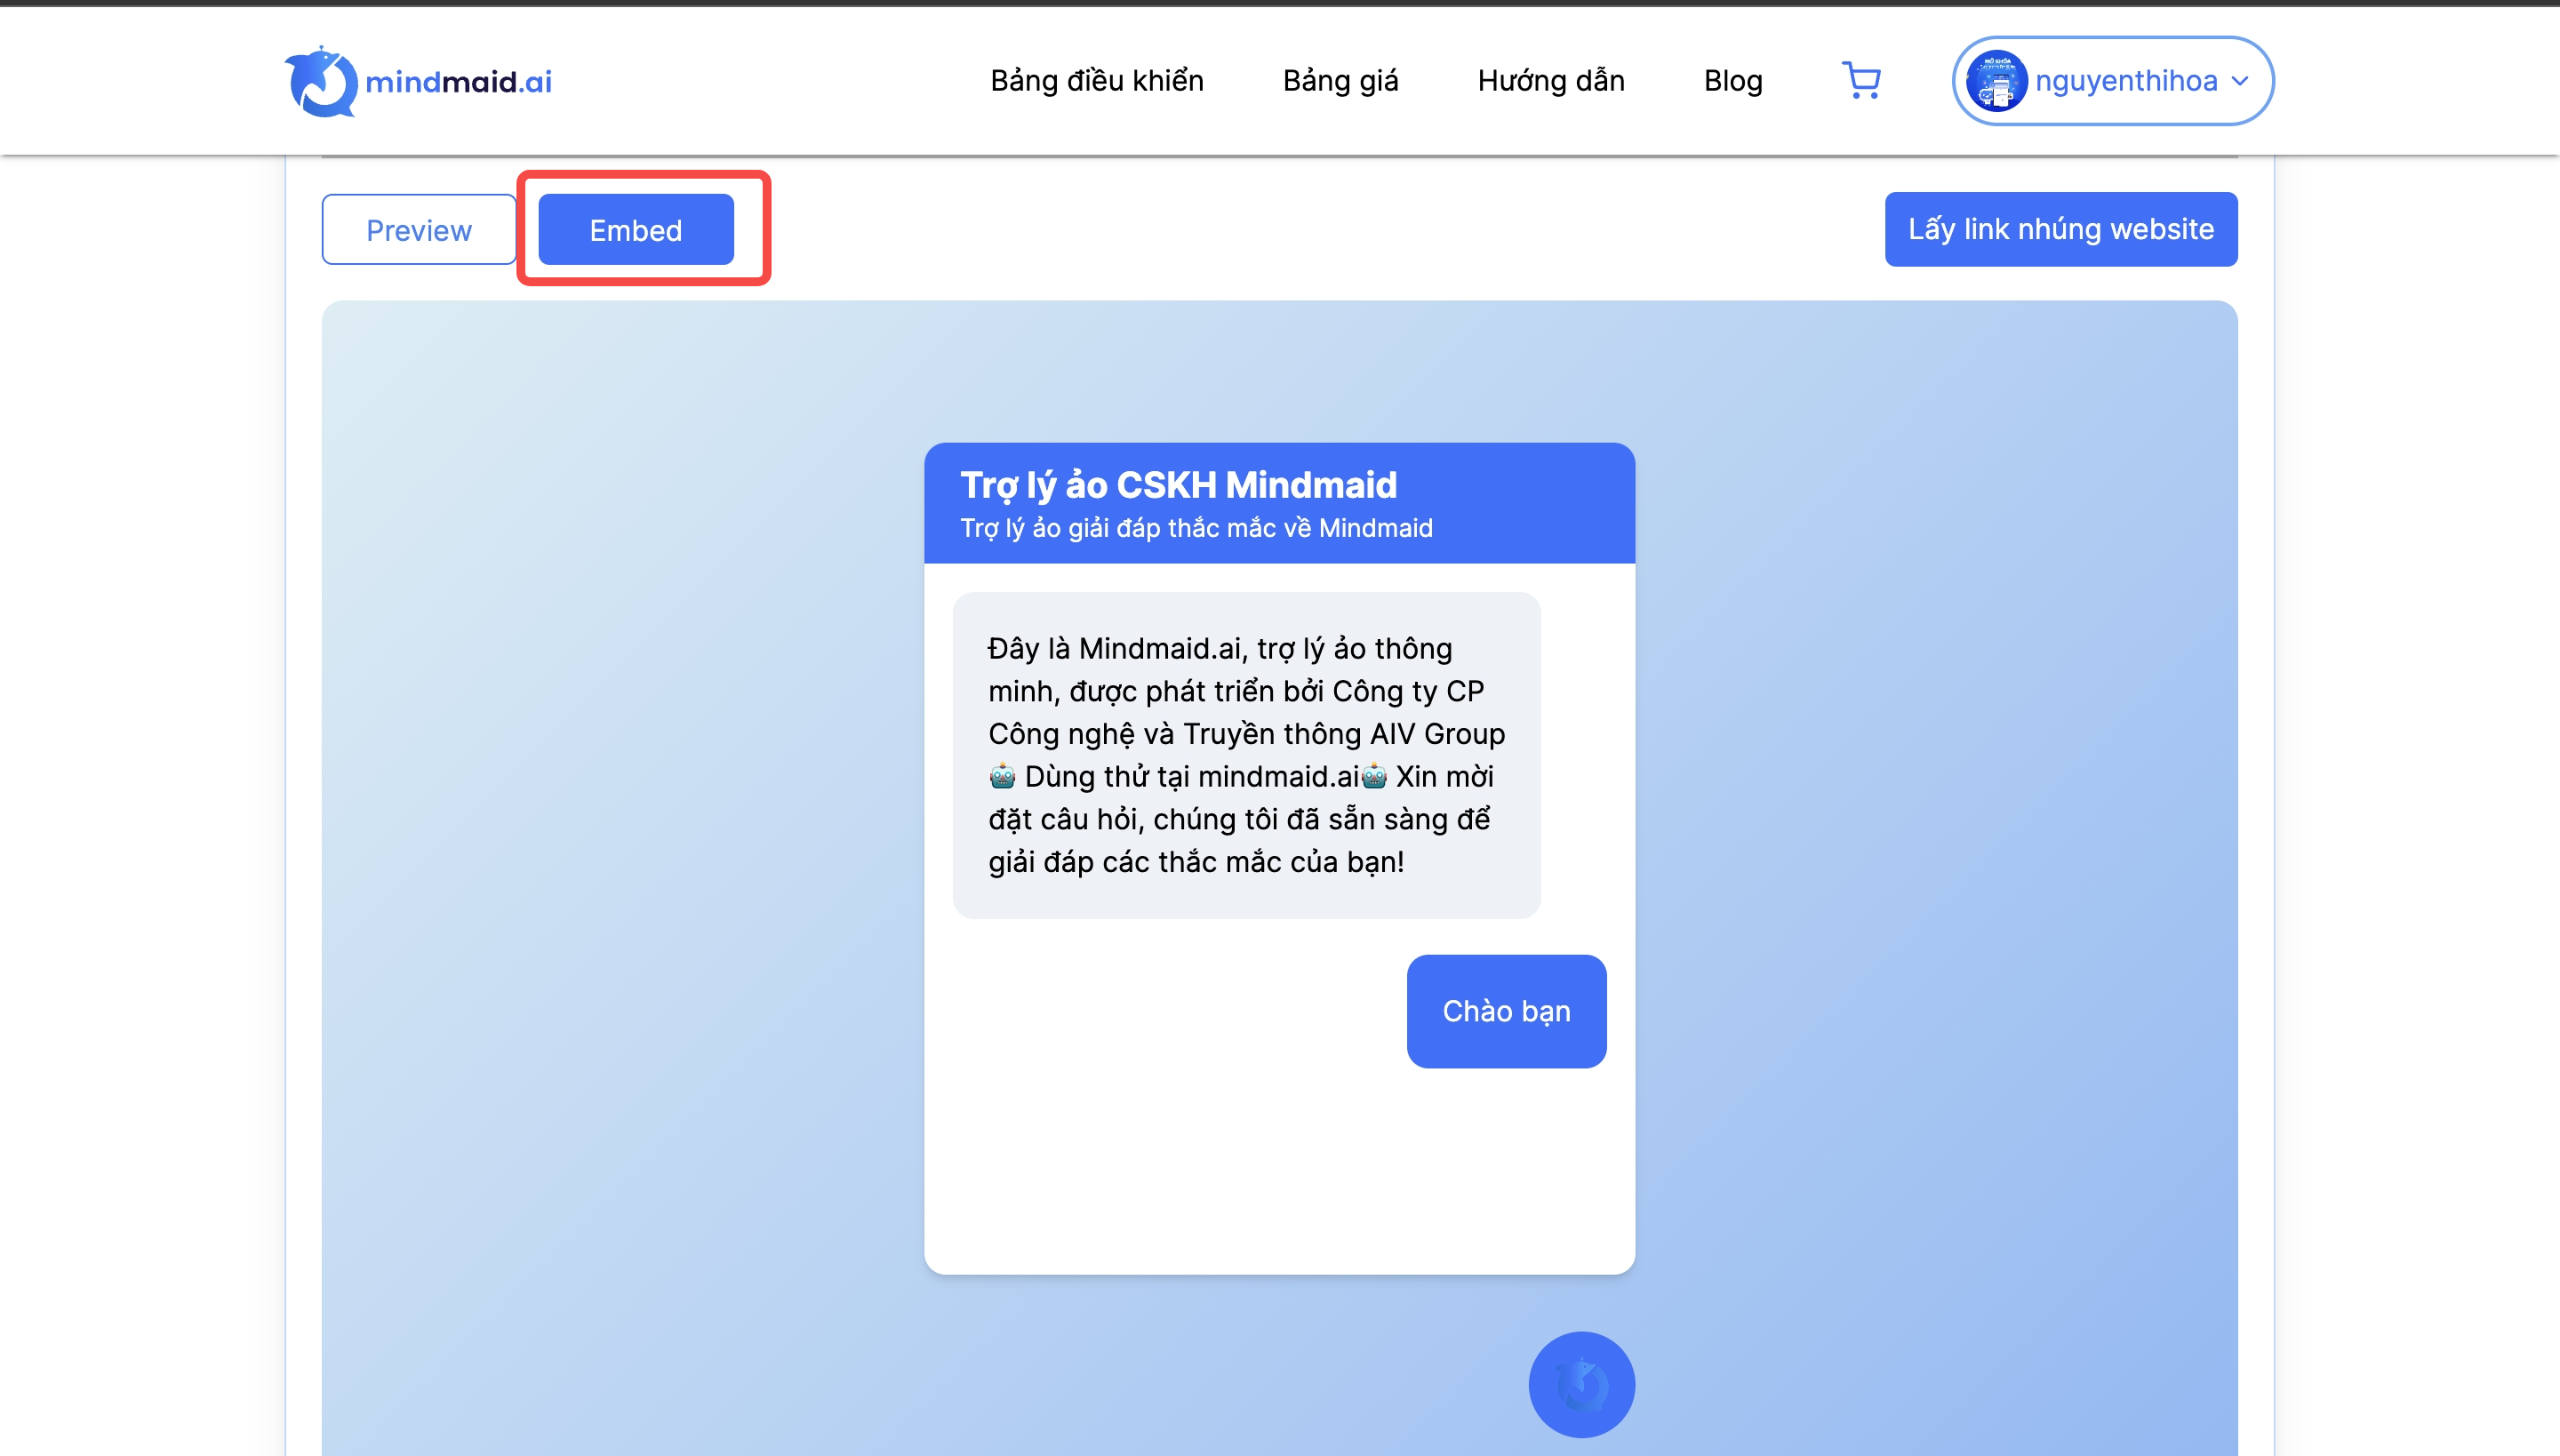 mindmaid.ai
Bảng điều khiển
Bảng giá
Hướng dẫn
Blog
nguyenthihoa
Preview
Embed
Lấy link nhúng website
Trợ lý ảo CSKH Mindmaid
Trợ lý ảo giải đáp thắc mắc về Mindmaid
Đây là Mindmaid.ai, trợ lý ảo thông
minh, được phát triển bởi Công ty CP
Công nghệ và Truyền thông AIV Group
🤖 Dùng thử tại mindmaid.ai🤖 Xin mời
đặt câu hỏi, chúng tôi đã sẵn sàng để
giải đáp các thắc mắc của bạn!
Chào bạn